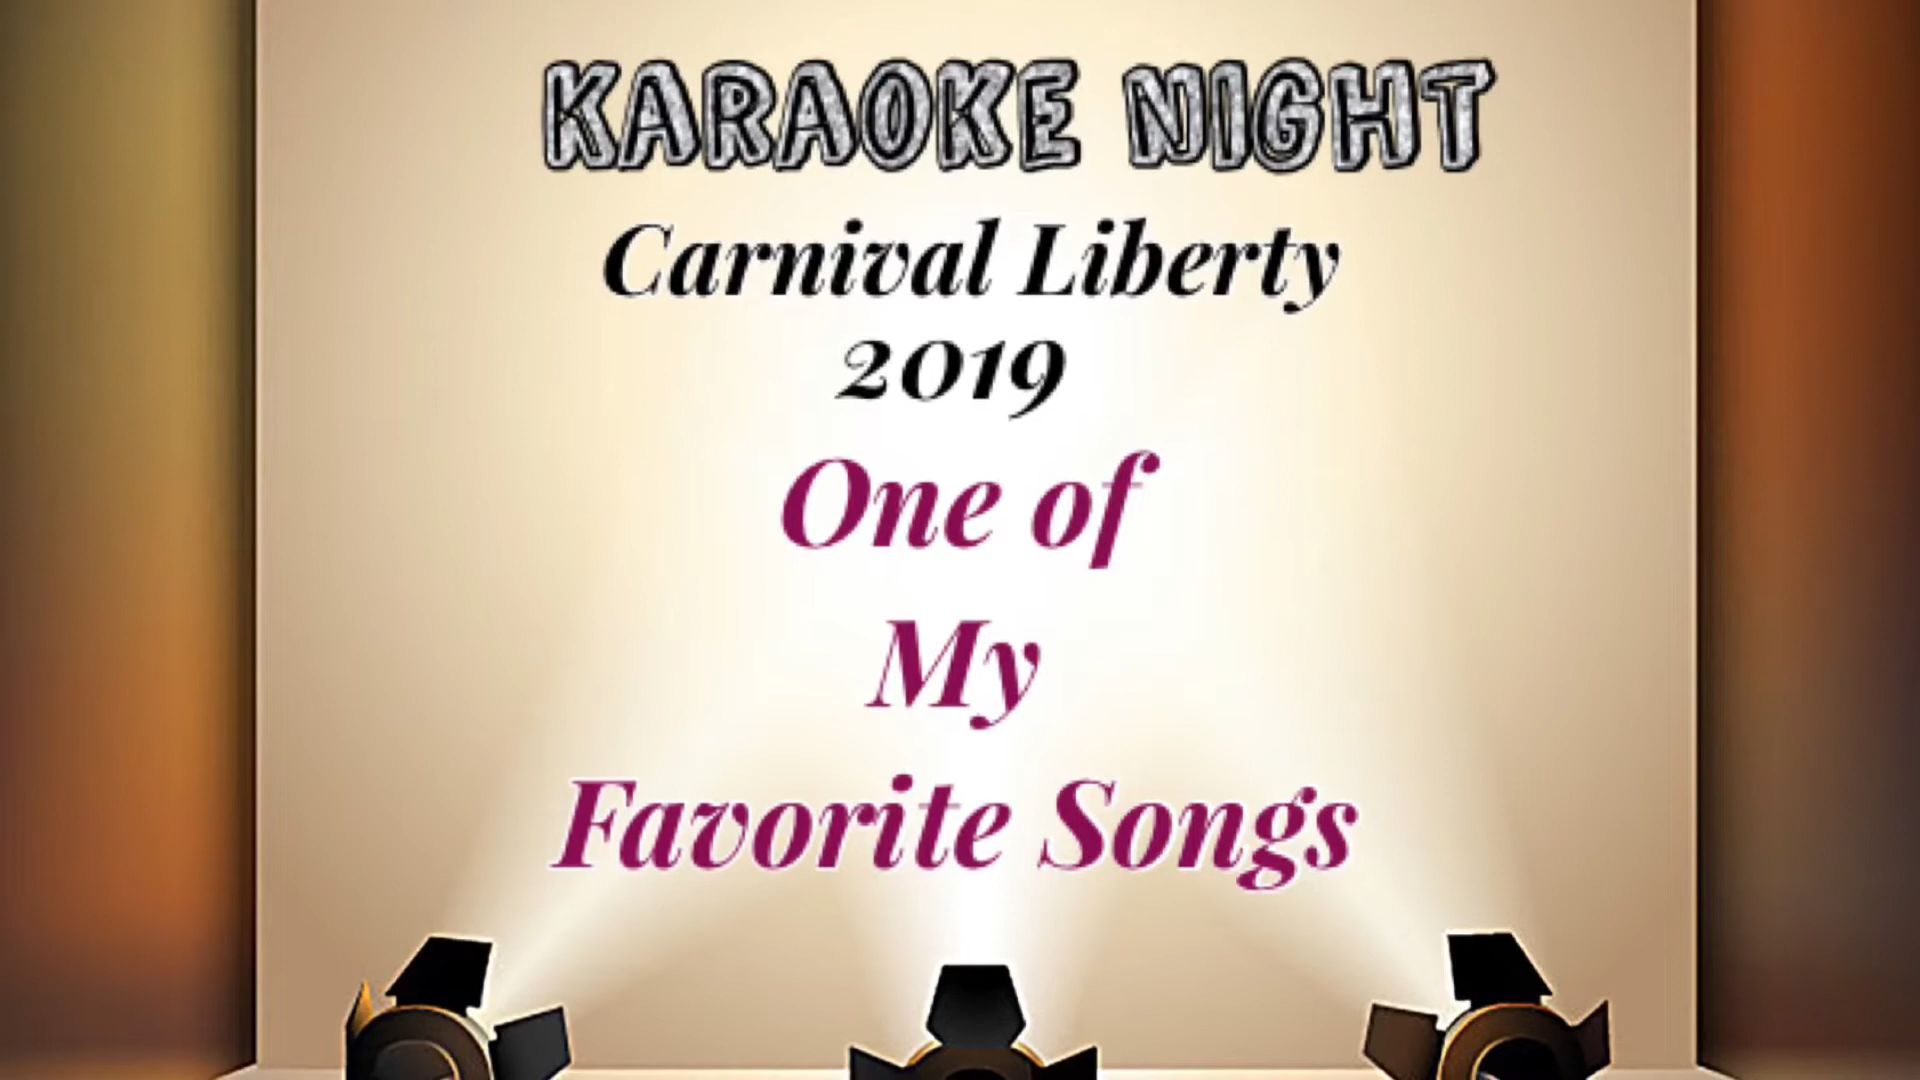 KARAOKE NIGHT
Carnival Liberty
2019
One of
My
Favorite Songs